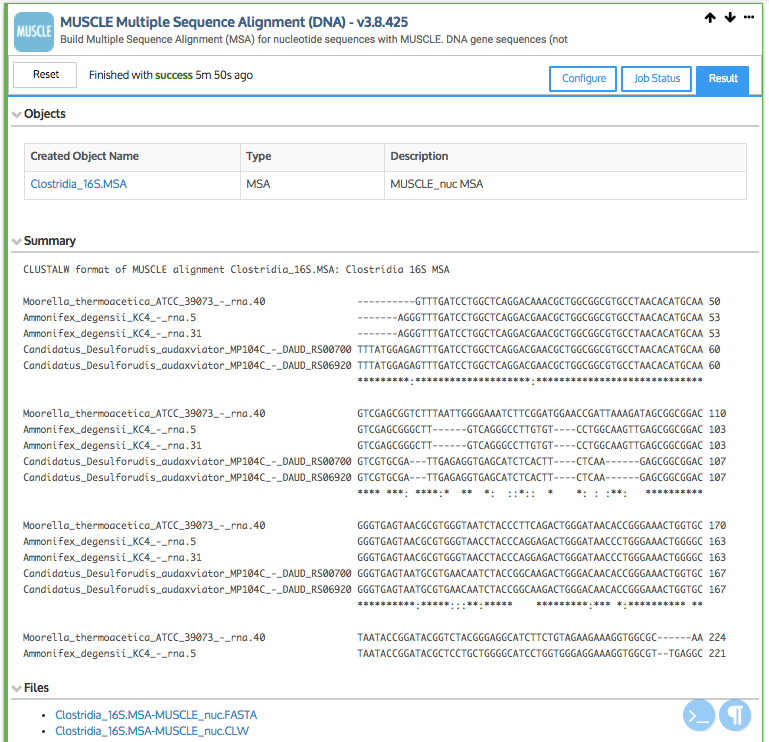 MUSCLE
MUSCLE Multiple Sequence Alignment (DNA) - v3.8.425
Build Multiple Sequence Alignment (MSA) for nucleotide sequences with MUSCLE. DNA gene sequences (not
Reset Finished with success 5m 50s ago Configure Job Status Result
Objects
Created Object Name Type Description
Clostridia_16S.MSA MSA MUSCLE_nuc MSA
Summary
CLUSTALW format of MUSCLE alignment Clostridia_16S.MSA: Clostridia 16S MSA
Moorella_thermoacetica_ATCC_39073_-_rna.40 ----------GTTTGATCCTGGCTCAGGACAAACGCTGGCGGCGTGCCTAACACATGCAA 50
Ammonifex_degensii_KC4_-_rna.5 -------AGGGTTTGATCCTGGCTCAGGACGAACGCTGGCGGCGTGCCTAACACATGCAA 53
Ammonifex_degensii_KC4_-_rna.31 -------AGGGTTTGATCCTGGCTCAGGACGAACGCTGGCGGCGTGCCTAACACATGCAA 53
Candidatus_Desulforudis_audaxviator_MP104C_-_DAUD_RS00700 TTTATGGAGAGTTTGATCCTGGCTCAGGACGAACGCTGGCGGCGTGCCTAACACATGCAA 60
Candidatus_Desulforudis_audaxviator_MP104C_-_DAUD_RS06920 TTTATGGAGAGTTTGATCCTGGCTCAGGACGAACGCTGGCGGCGTGCCTAACACATGCAA 60
*********:********************:*****************************
Moorella_thermoacetica_ATCC_39073_-_rna.40 GTCGAGCGGTCTTTAATTGGGGAAATCTTCGGATGGAACCGATTAAAGATAGCGGCGGAC 110
Ammonifex_degensii_KC4_-_rna.5 GTCGAGCGGGCTT------GTCAGGGCCTTGTGT----CCTGGCAAGTTGAGCGGCGGAC 103
Ammonifex_degensii_KC4_-_rna.31 GTCGAGCGGGCTT------GTCAGGGCCTTGTGT----CCTGGCAAGTTGAGCGGCGGAC 103
Candidatus_Desulforudis_audaxviator_MP104C_-_DAUD_RS00700 GTCGTGCGA---TTGAGAGGTGAGCATCTCACTT----CTCAA------GAGCGGCGGAC 107
Candidatus_Desulforudis_audaxviator_MP104C_-_DAUD_RS06920 GTCGTGCGA---TTGAGAGGTGAGCATCTCACTT----CTCAA------GAGCGGCGGAC 107
**** ***: ****:* ** *: ::*:: * *: : :**: **********
Moorella_thermoacetica_ATCC_39073_-_rna.40 GGGTGAGTAACGCGTGGGTAATCTACCCTTCAGACTGGGATAACACCGGGAAACTGGTGC 170
Ammonifex_degensii_KC4_-_rna.5 GGGTGAGTAACGCGTGGGTAACCTACCCAGGAGACTGGGATAACCCTGGGAAACTGGGGC 163
Ammonifex_degensii_KC4_-_rna.31 GGGTGAGTAACGCGTGGGTAACCTACCCAGGAGACTGGGATAACCCTGGGAAACTGGGGC 163
Candidatus_Desulforudis_audaxviator_MP104C_-_DAUD_RS00700 GGGTGAGTAATGCGTGAACAATCTACCGGCAAGACTGGGACAACACCGGGAAACTGGTGC 167
Candidatus_Desulforudis_audaxviator_MP104C_-_DAUD_RS06920 GGGTGAGTAATGCGTGAACAATCTACCGGCAAGACTGGGACAACACCGGGAAACTGGTGC 167
**********:*****:::**:***** *********:*** *:********** **
Moorella_thermoacetica_ATCC_39073_-_rna.40 TAATACCGGATACGGTCTACGGGAGGCATCTTCTGTAGAAGAAAGGTGGCGC------AA 224
Ammonifex_degensii_KC4_-_rna.5 TAATACCGGATACGCTCCTGCTGGGGCATCCTGGTGGGAGGAAAGGTGGCGT--TGAGGC 221
Files
Clostridia_16S.MSA-MUSCLE_nuc.FASTA
Clostridia_16S.MSA-MUSCLE_nuc.CLW